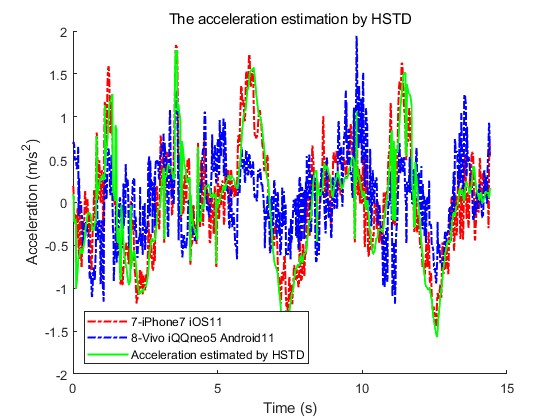 The acceleration estimation by HSTD
Acceleration (m/s²)
2
1.5
1
0.5
0
-0.5
-1
-1.5
-2
7-iPhone7 iOS11
8-Vivo iQQneo5 Android11
Acceleration estimated by HSTD
0
5
10
15
Time (s)